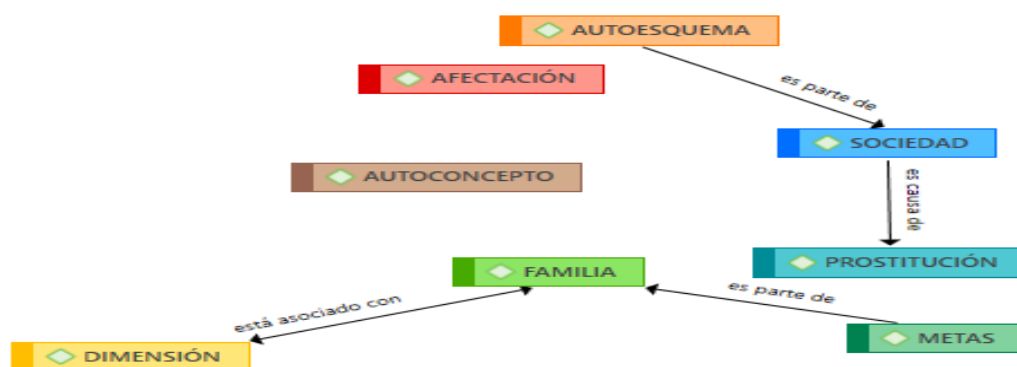 AUTOESQUEMA
AFECTACIÓN
es parte de
SOCIEDAD
AUTOCONCEPTO
es causa de
PROSTITUCIÓN
FAMILIA
es parte de
está asociado con
METAS
DIMENSIÓN